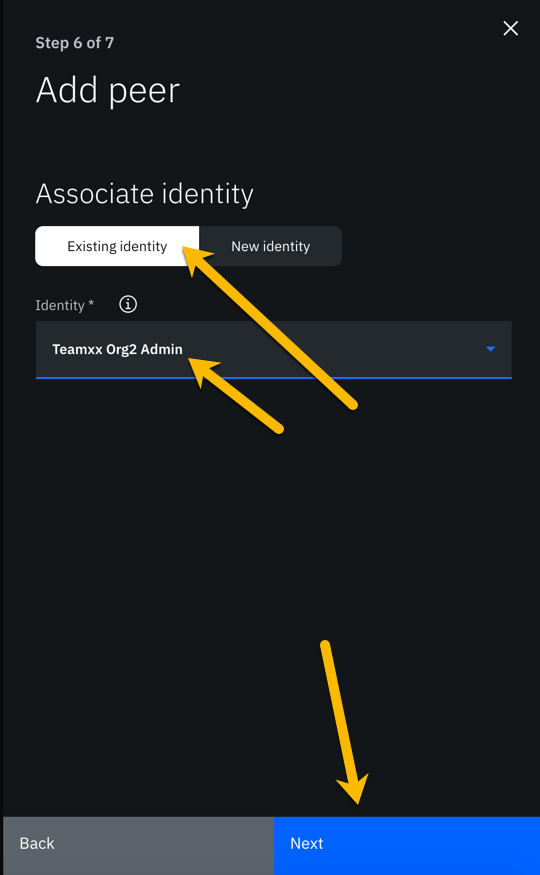 Step 6 of 7
Add peer
Associate identity
Existing identity New identity
Identity *
Teamxx Org2 Admin
Back Next